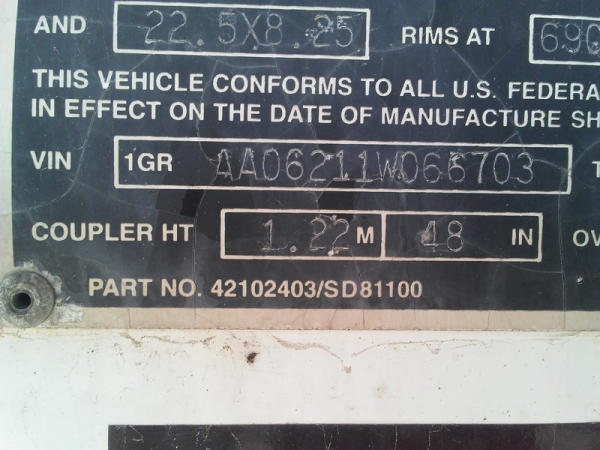 AND 22.5X8.25 RIMS AT 690
THIS VEHICLE CONFORMS TO ALL U.S. FEDERA
IN EFFECT ON THE DATE OF MANUFACTURE SH
VIN 1GR AA06211W066703 T
COUPLER HT 1.22 M 48 IN OV
PART NO. 42102403/SD81100